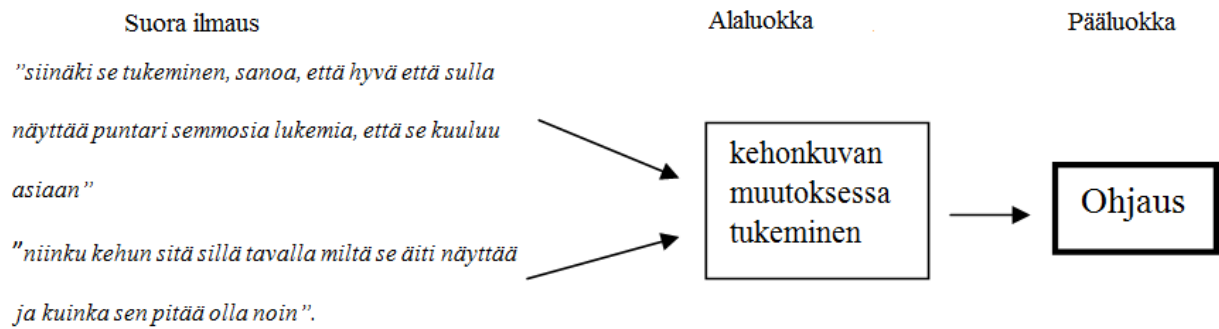 Suora ilmaus
Alaluokka
Pääluokka
”siinäki se tukeminen, sanoa, että hyvä että sulla
näyttää puntari semmosia lukemia, että se kuuluu
asiaan”
”niinku kehun sitä sillä tavalla miltä se äiti näyttää
ja kuinka sen pitää olla noin”.
kehonkuvan
muutoksessa
tukeminen
Ohjaus